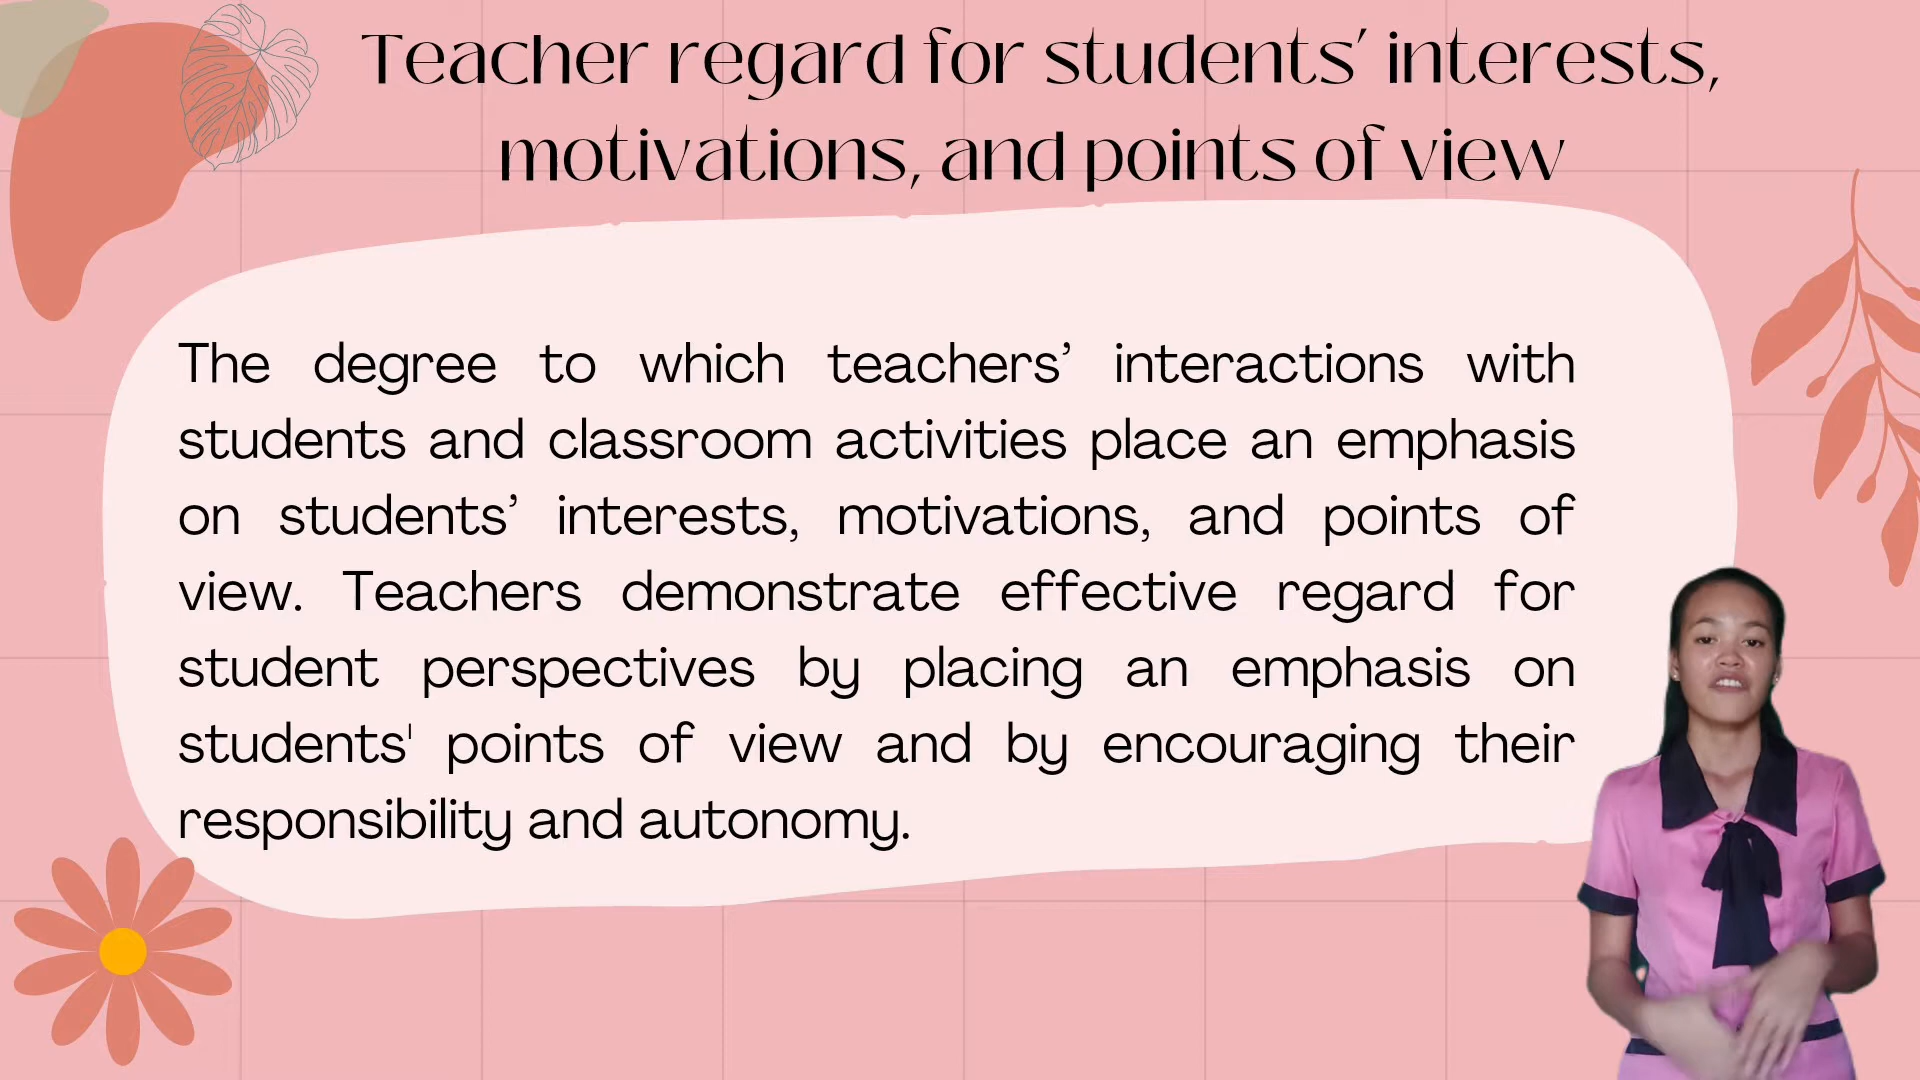 Teacher regard for students’ interests,
motivations, and points of view
The degree to which teachers’ interactions with
students and classroom activities place an emphasis
on students’ interests, motivations, and points of
view. Teachers demonstrate effective regard for
student perspectives by placing an emphasis on
students' points of view and by encouraging their
responsibility and autonomy.